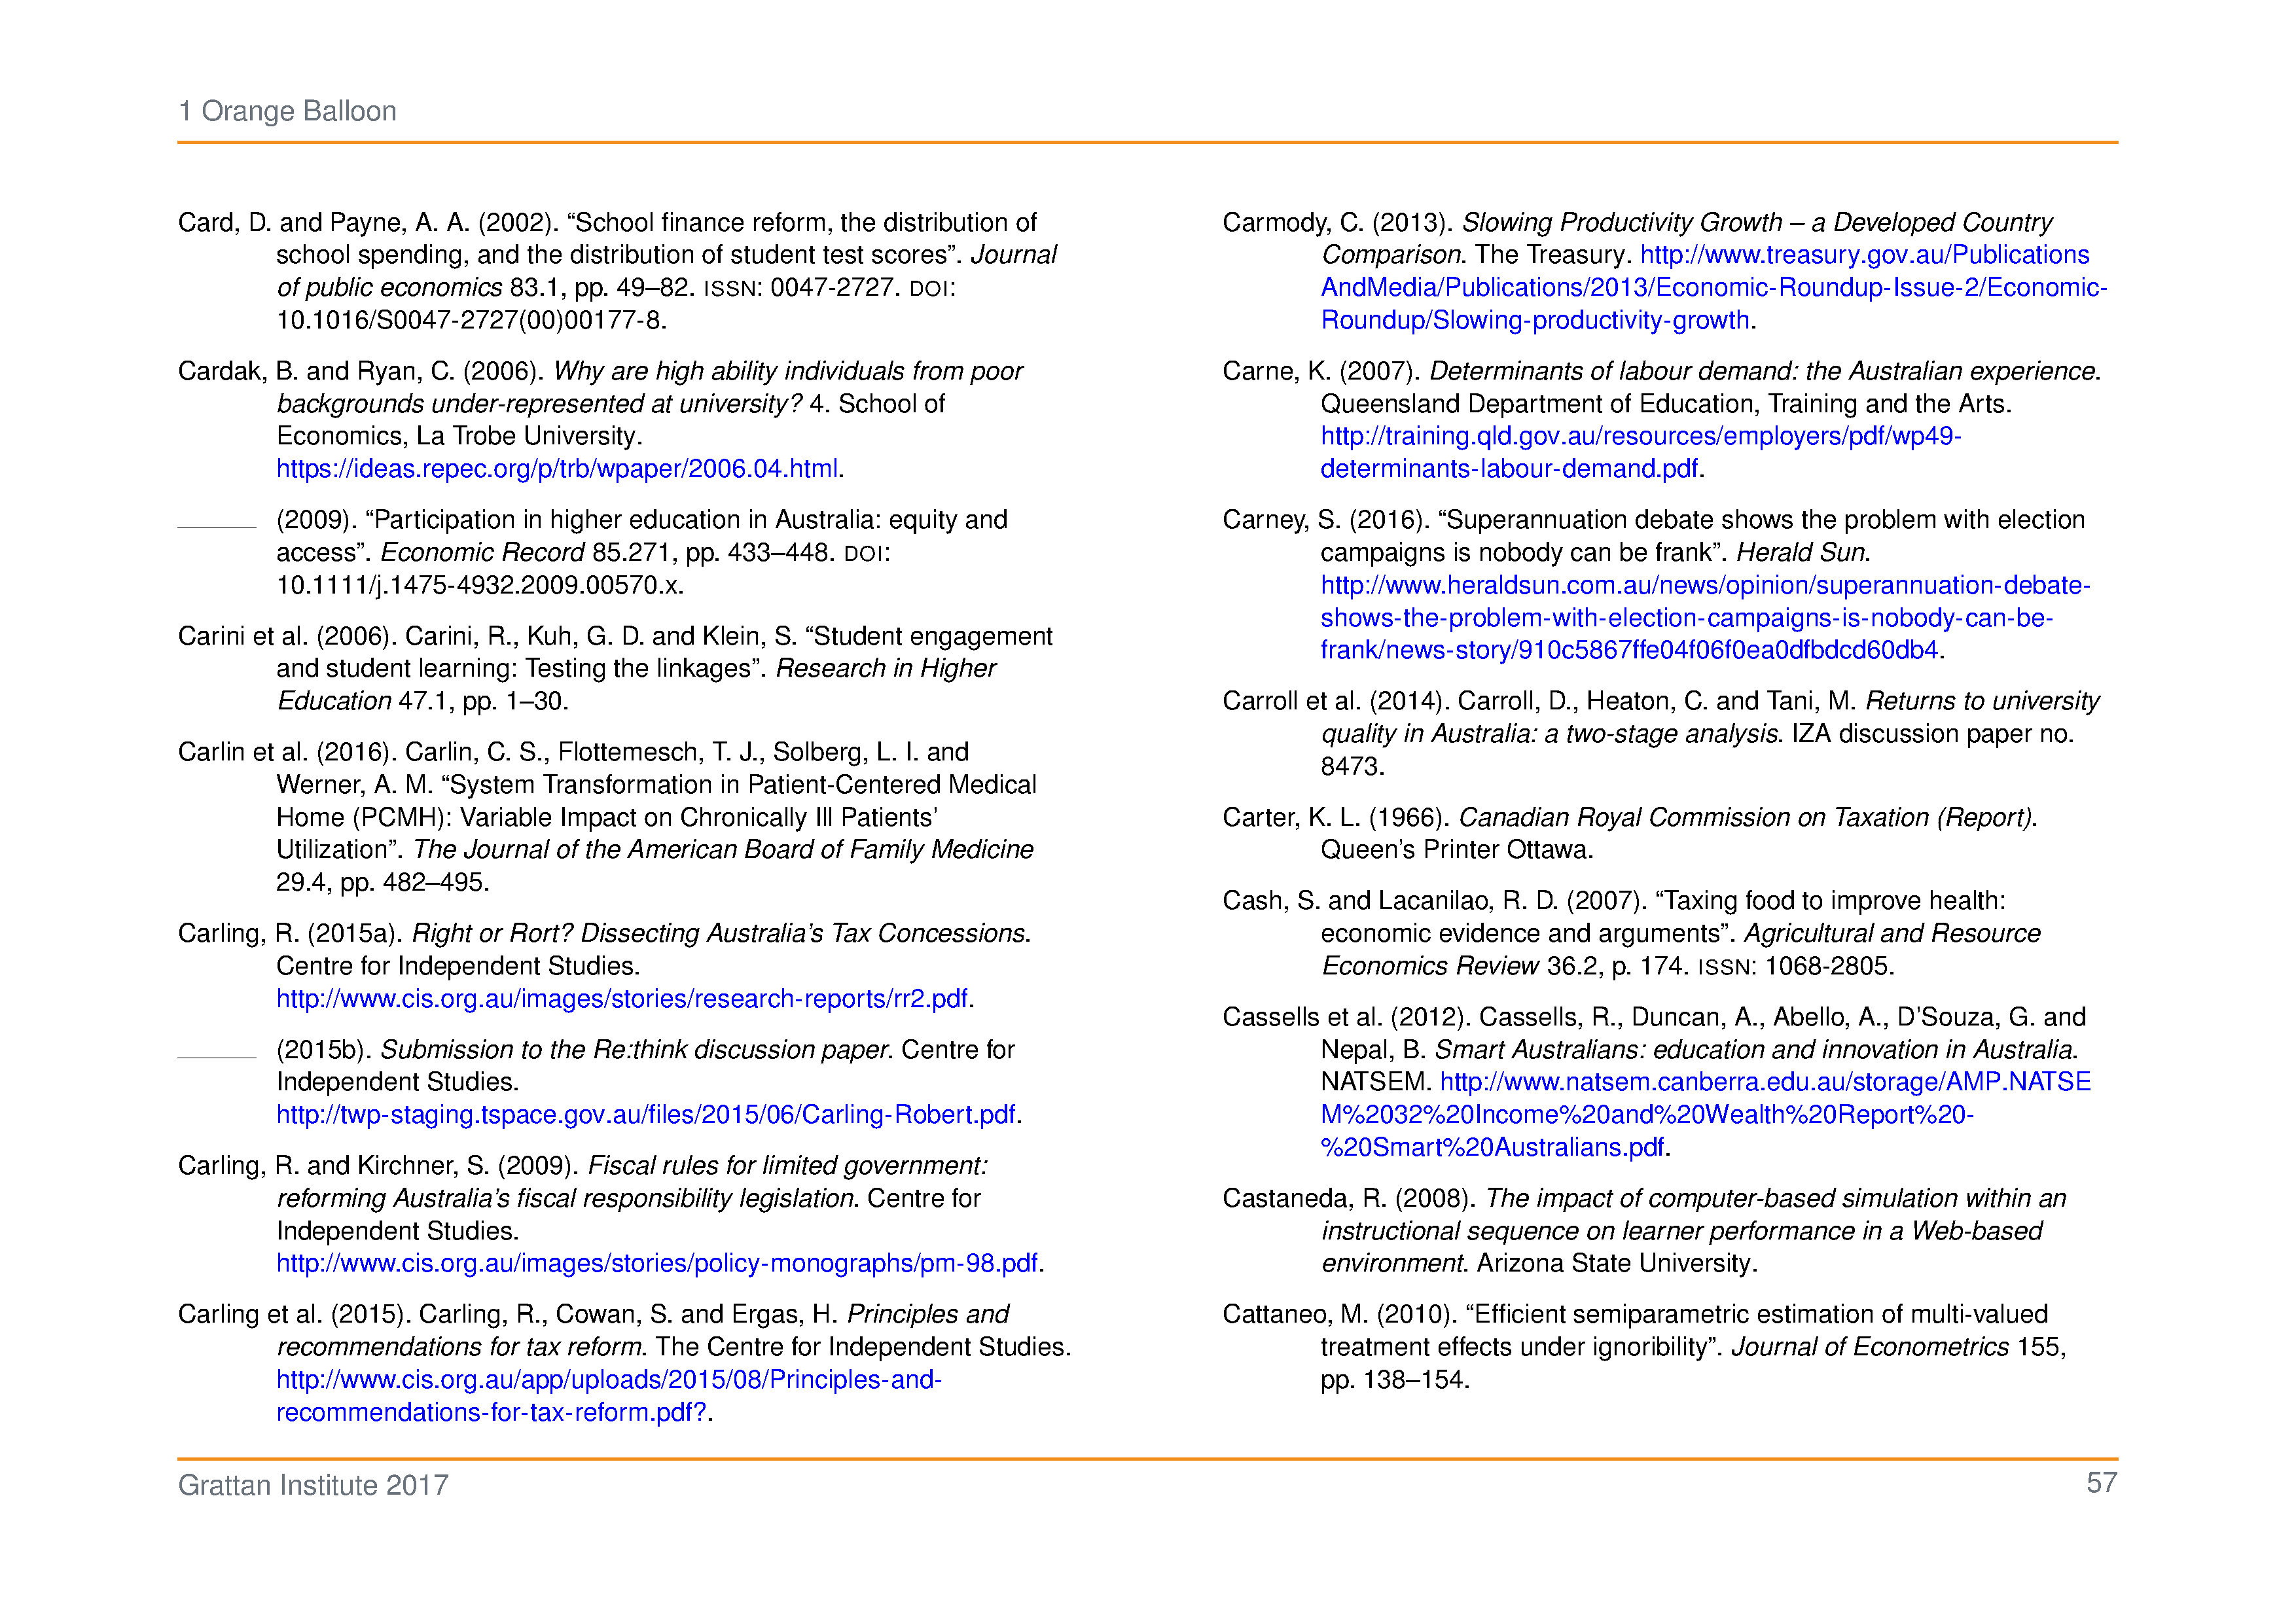 1 Orange Balloon
Card, D. and Payne, A. A. (2002). “School finance reform, the distribution of
school spending, and the distribution of student test scores”. Journal
of public economics 83.1, pp. 49–82. ISSN: 0047-2727. DOI:
10.1016/S0047-2727(00)00177-8.
Cardak, B. and Ryan, C. (2006). Why are high ability individuals from poor
backgrounds under-represented at university? 4. School of
Economics, La Trobe University.
https://ideas.repec.org/p/trb/wpaper/2006.04.html.
(2009). “Participation in higher education in Australia: equity and
access”. Economic Record 85.271, pp. 433–448. DOI:
10.1111/j.1475-4932.2009.00570.x.
Carini et al. (2006). Carini, R., Kuh, G. D. and Klein, S. “Student engagement
and student learning: Testing the linkages”. Research in Higher
Education 47.1, pp. 1–30.
Carlin et al. (2016). Carlin, C. S., Flottemesch, T. J., Solberg, L. I. and
Werner, A. M. “System Transformation in Patient-Centered Medical
Home (PCMH): Variable Impact on Chronically Ill Patients’
Utilization”. The Journal of the American Board of Family Medicine
29.4, pp. 482–495.
Carling, R. (2015a). Right or Rort? Dissecting Australia’s Tax Concessions.
Centre for Independent Studies.
http://www.cis.org.au/images/stories/research-reports/rr2.pdf.
(2015b). Submission to the Re:think discussion paper. Centre for
Independent Studies.
http://twp-staging.tspace.gov.au/files/2015/06/Carling-Robert.pdf.
Carling, R. and Kirchner, S. (2009). Fiscal rules for limited government:
reforming Australia’s fiscal responsibility legislation. Centre for
Independent Studies.
http://www.cis.org.au/images/stories/policy-monographs/pm-98.pdf.
Carling et al. (2015). Carling, R., Cowan, S. and Ergas, H. Principles and
recommendations for tax reform. The Centre for Independent Studies.
http://www.cis.org.au/app/uploads/2015/08/Principles-and-
recommendations-for-tax-reform.pdf?.
Carmody, C. (2013). Slowing Productivity Growth – a Developed Country
Comparison. The Treasury. http://www.treasury.gov.au/Publications
AndMedia/Publications/2013/Economic-Roundup-Issue-2/Economic-
Roundup/Slowing-productivity-growth.
Carne, K. (2007). Determinants of labour demand: the Australian experience.
Queensland Department of Education, Training and the Arts.
http://training.qld.gov.au/resources/employers/pdf/wp49-
determinants-labour-demand.pdf.
Carney, S. (2016). “Superannuation debate shows the problem with election
campaigns is nobody can be frank”. Herald Sun.
http://www.heraldsun.com.au/news/opinion/superannuation-debate-
shows-the-problem-with-election-campaigns-is-nobody-can-be-
frank/news-story/910c5867ffe04f06f0ea0dfbdcd60db4.
Carroll et al. (2014). Carroll, D., Heaton, C. and Tani, M. Returns to university
quality in Australia: a two-stage analysis. IZA discussion paper no.
8473.
Carter, K. L. (1966). Canadian Royal Commission on Taxation (Report).
Queen’s Printer Ottawa.
Cash, S. and Lacanilao, R. D. (2007). “Taxing food to improve health:
economic evidence and arguments”. Agricultural and Resource
Economics Review 36.2, p. 174. ISSN: 1068-2805.
Cassells et al. (2012). Cassells, R., Duncan, A., Abello, A., D’Souza, G. and
Nepal, B. Smart Australians: education and innovation in Australia.
NATSEM. http://www.natsem.canberra.edu.au/storage/AMP.NATSE
M%2032%20Income%20and%20Wealth%20Report%20-
%20Smart%20Australians.pdf.
Castaneda, R. (2008). The impact of computer-based simulation within an
instructional sequence on learner performance in a Web-based
environment. Arizona State University.
Cattaneo, M. (2010). “Efficient semiparametric estimation of multi-valued
treatment effects under ignoribility”. Journal of Econometrics 155,
pp. 138–154.
Grattan Institute 2017
57